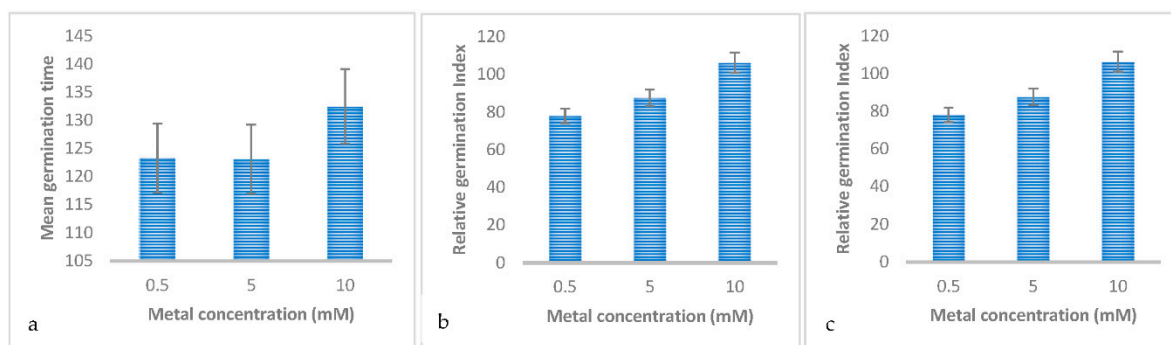 Mean germination time
145
140
135
130
125
120
115
110
105
0.5 5 10
Metal concentration (mM)
a
Relative germination Index
120
100
80
60
40
20
0
0.5 5 10
Metal concentration (mM)
b
Relative germination Index
120
100
80
60
40
20
0
0.5 5 10
Metal concentration (mM)
c